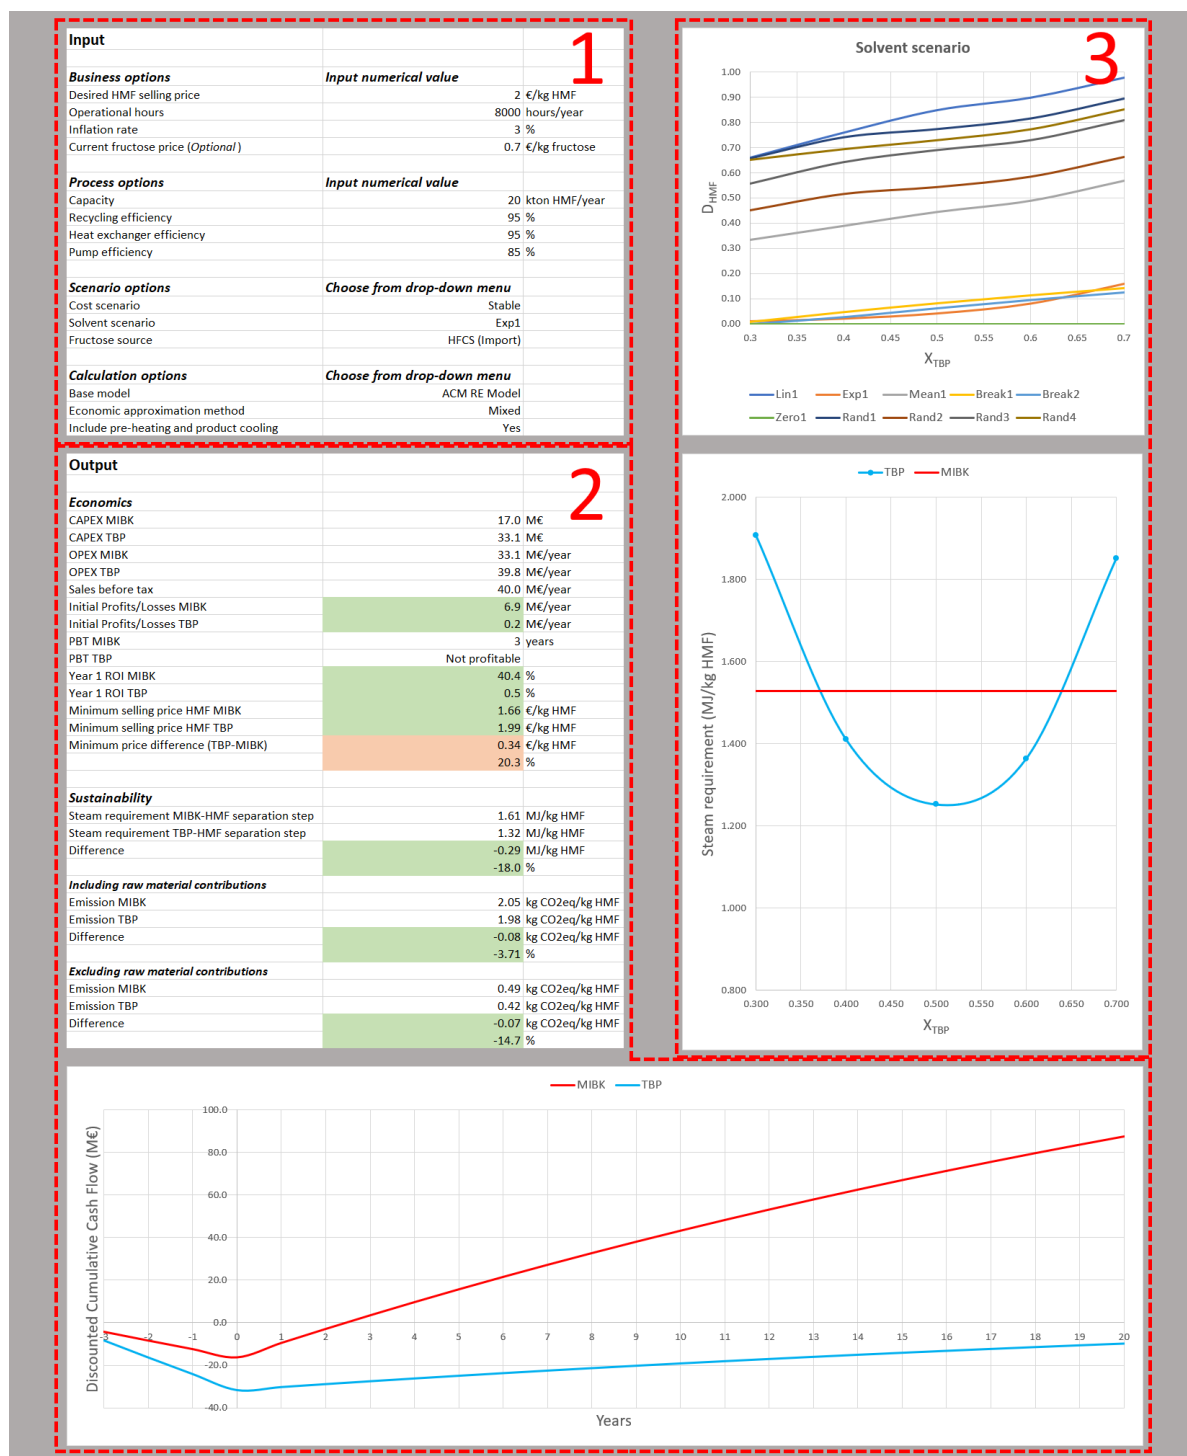 1
Input
Business options Input numerical value
Desired HMF selling price 2 €/kg HMF
Operational hours 8000 hours/year
Inflation rate 3 %
Current fructose price (Optional) 0.7 €/kg fructose
Process options Input numerical value
Capacity 20 kton HMF/year
Recycling efficiency 95 %
Heat exchanger efficiency 95 %
Pump efficiency 85 %
Scenario options Choose from drop-down menu
Cost scenario Stable
Solvent scenario Exp1
Fructose source HFCS (Import)
Calculation options Choose from drop-down menu
Base model ACM RE Model
Economic approximation method Mixed
Include pre-heating and product cooling Yes
2
Output
Economics
CAPEX MIBK 17.0 M€
CAPEX TBP 33.1 M€
OPEX MIBK 33.1 M€/year
OPEX TBP 39.8 M€/year
Sales before tax 40.0 M€/year
Initial Profits/Losses MIBK 6.9 M€/year
Initial Profits/Losses TBP 0.2 M€/year
PBT MIBK 3 years
PBT TBP Not profitable
Year 1 ROI MIBK 40.4 %
Year 1 ROI TBP 0.5 %
Minimum selling price HMF MIBK 1.66 €/kg HMF
Minimum selling price HMF TBP 1.99 €/kg HMF
Minimum price difference (TBP-MIBK) 0.34 €/kg HMF
20.3 %
Sustainability
Steam requirement MIBK-HMF separation step 1.61 MJ/kg HMF
Steam requirement TBP-HMF separation step 1.32 MJ/kg HMF
Difference -0.29 MJ/kg HMF
-18.0 %
Including raw material contributions
Emission MIBK 2.05 kg CO2eq/kg HMF
Emission TBP 1.98 kg CO2eq/kg HMF
Difference -0.08 kg CO2eq/kg HMF
-3.71 %
Excluding raw material contributions
Emission MIBK 0.49 kg CO2eq/kg HMF
Emission TBP 0.42 kg CO2eq/kg HMF
Difference -0.07 kg CO2eq/kg HMF
-14.7 %
3
Solvent scenario
1.00
0.90
0.80
0.70
0.60
0.50
0.40
0.30
0.20
0.10
0.00
DHMF
0.3 0.35 0.4 0.45 0.5 0.55 0.6 0.65 0.7
XTBP
Lin1 Exp1 Mean1 Break1 Break2
Zero1 Rand1 Rand2 Rand3 Rand4
TBP MIBK
2.000
1.800
1.600
1.400
1.200
1.000
0.800
Steam requirement (MJ/kg HMF)
0.300 0.350 0.400 0.450 0.500 0.550 0.600 0.650 0.700
XTBP
MIBK TBP
100.0
80.0
60.0
40.0
20.0
0.0
-20.0
-40.0
Discounted Cumulative Cash Flow (M€)
-3 -2 -1 0 1 2 3 4 5 6 7 8 9 10 11 12 13 14 15 16 17 18 19 20
Years